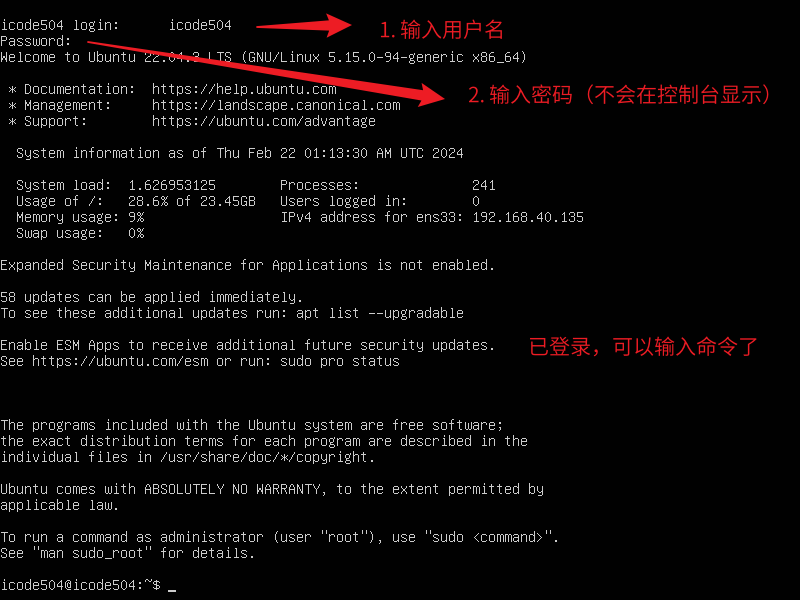 icode504 login: icode504
1. 输入用户名
Password:
Welcome to Ubuntu 22.04.3 LTS (GNU/Linux 5.15.0-94-generic x86_64)
* Documentation: https://help.ubuntu.com
2. 输入密码（不会在控制台显示）
* Management: https://landscape.canonical.com
* Support: https://ubuntu.com/advantage
System information as of Thu Feb 22 01:13:30 AM UTC 2024
System load: 1.626953125 Processes: 241
Usage of /: 28.6% of 23.45GB Users logged in: 0
Memory usage: 9% IPv4 address for ens33: 192.168.40.135
Swap usage: 0%
Expanded Security Maintenance for Applications is not enabled.
58 updates can be applied immediately.
To see these additional updates run: apt list --upgradable
Enable ESM Apps to receive additional future security updates.
已登录，可以输入命令了
See https://ubuntu.com/esm or run: sudo pro status
The programs included with the Ubuntu system are free software;
the exact distribution terms for each program are described in the
individual files in /usr/share/doc/*/copyright.
Ubuntu comes with ABSOLUTELY NO WARRANTY, to the extent permitted by
applicable law.
To run a command as administrator (user "root"), use "sudo <command>".
See "man sudo_root" for details.
icode504@icode504:~$ _